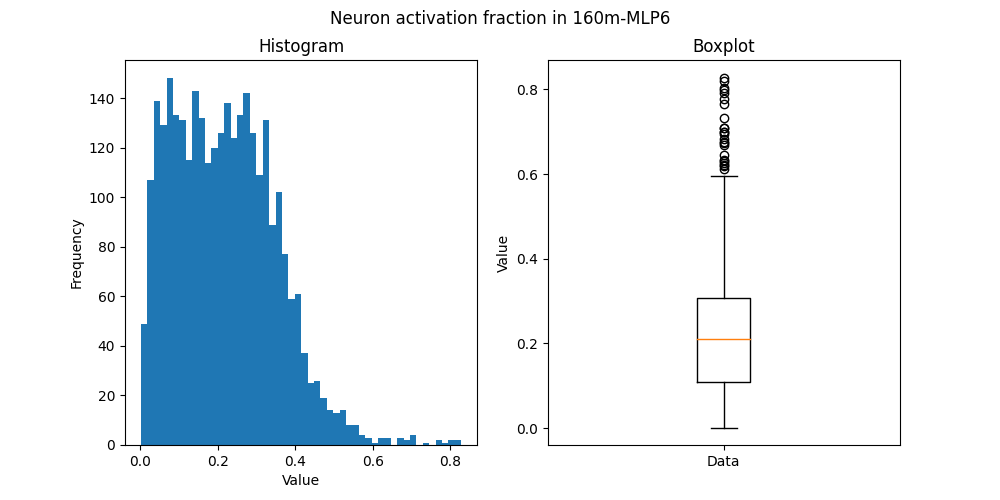 Neuron activation fraction in 160m-MLP6
Histogram
Frequency
140
120
100
80
60
40
20
0
0.0 0.2 0.4 0.6 0.8
Value
Boxplot
Value
0.8
0.6
0.4
0.2
0.0
Data